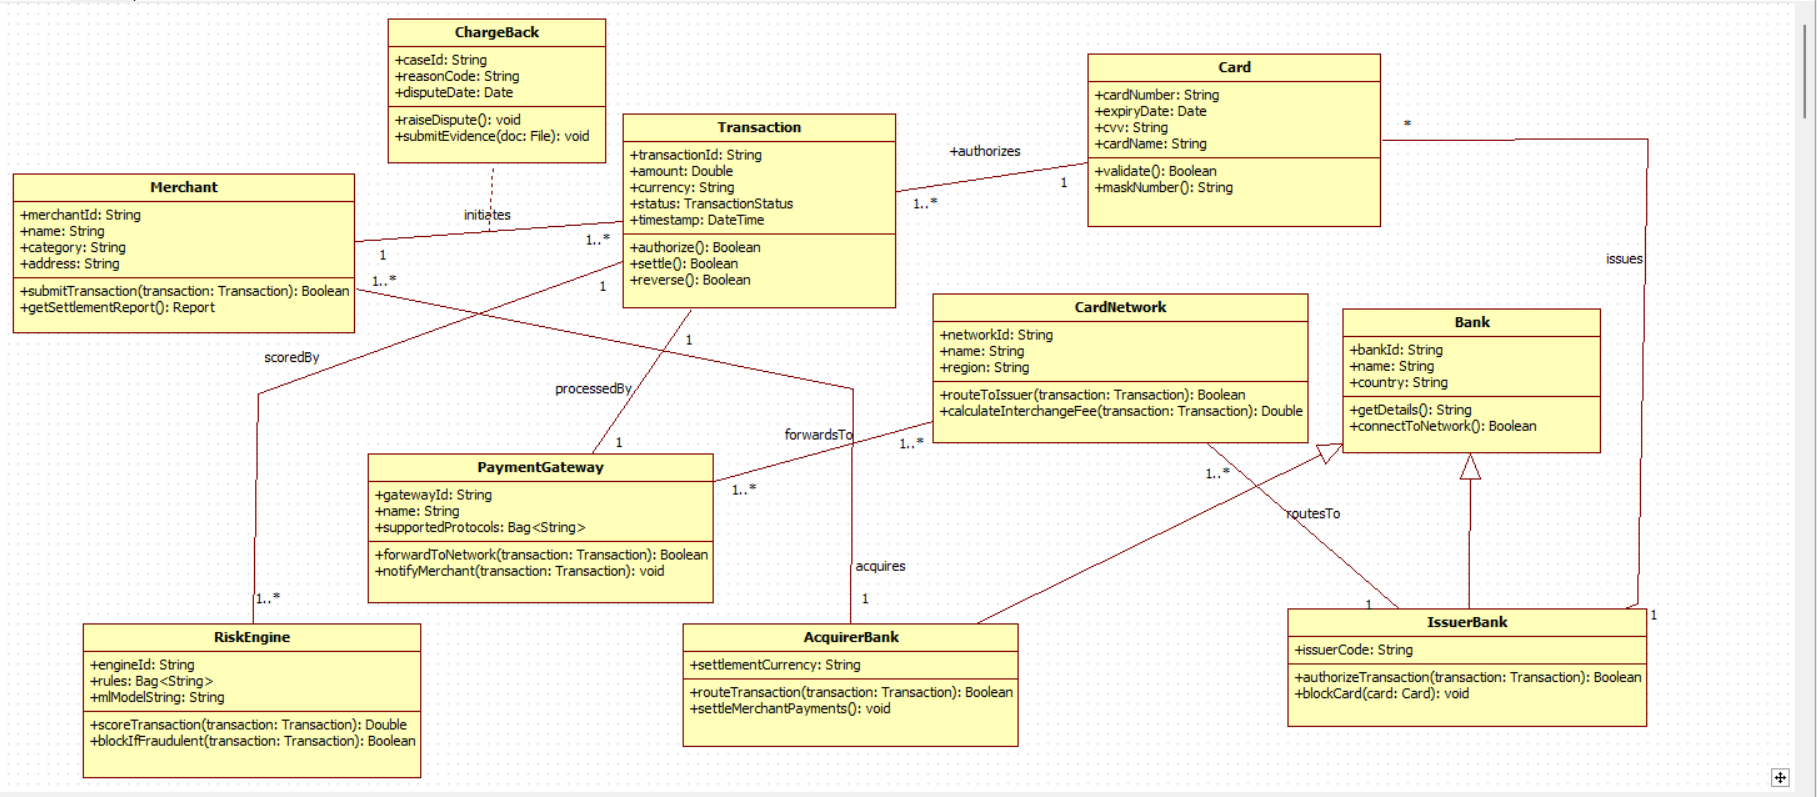 ChargeBack
+caseId: String
+reasonCode: String
+disputeDate: Date
+raiseDispute(): void
+submitEvidence(doc: File): void
Transaction
+transactionId: String
+amount: Double
+currency: String
+status: TransactionStatus
+timestamp: DateTime
+authorize(): Boolean
+settle(): Boolean
+reverse(): Boolean
+authorizes
1
1..*
Card
+cardNumber: String
+expiryDate: Date
+cvv: String
+cardName: String
+validate(): Boolean
+maskNumber(): String
*
issues
1
Merchant
+merchantId: String
+name: String
+category: String
+address: String
+submitTransaction(transaction: Transaction): Boolean
+getSettlementReport(): Report
initiates
1
1..*
1..*
1
scoredBy
1
processedBy
1
CardNetwork
+networkId: String
+name: String
+region: String
+routeToIssuer(transaction: Transaction): Boolean
+calculateInterchangeFee(transaction: Transaction): Double
Bank
+bankId: String
+name: String
+country: String
+getDetails(): String
+connectToNetwork(): Boolean
forwardsTo
1..*
1..*
PaymentGateway
+gatewayId: String
+name: String
+supportedProtocols: Bag<String>
+forwardToNetwork(transaction: Transaction): Boolean
+notifyMerchant(transaction: Transaction): void
1..*
routesTo
1
acquires
1
1..*
RiskEngine
+engineId: String
+rules: Bag<String>
+mlModelString: String
+scoreTransaction(transaction: Transaction): Double
+blockIfFraudulent(transaction: Transaction): Boolean
AcquirerBank
+settlementCurrency: String
+routeTransaction(transaction: Transaction): Boolean
+settleMerchantPayments(): void
IssuerBank
+issuerCode: String
+authorizeTransaction(transaction: Transaction): Boolean
+blockCard(card: Card): void